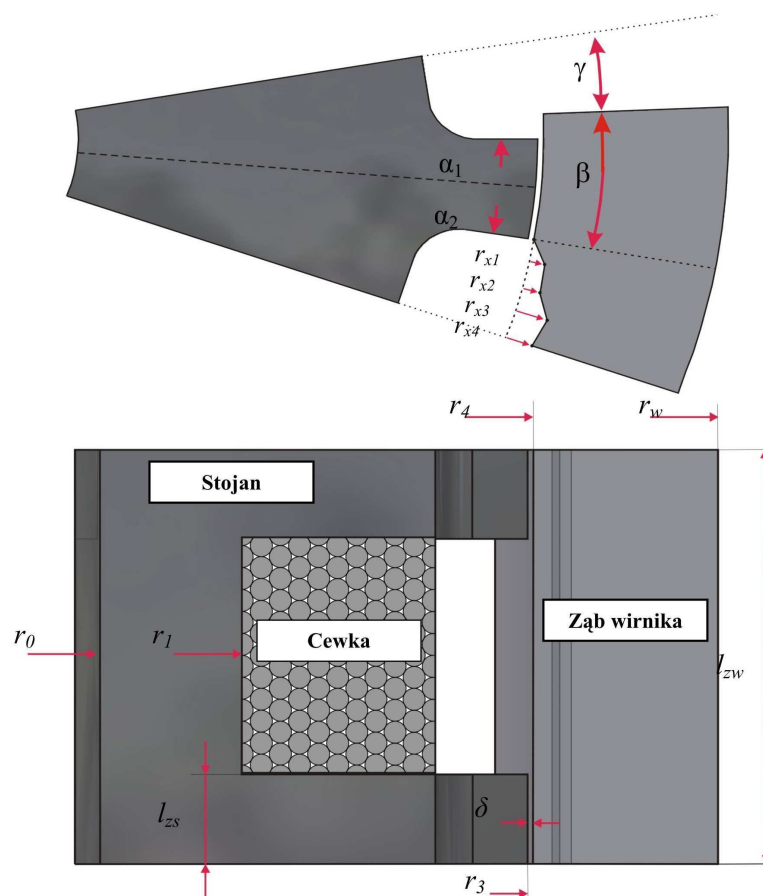 γ
α1
β
α2
rx1
rx2
rx3
rx4
r4
rw
Stojan
Ząb wirnika
r0
r1
Cewka
lzw
lzs
δ
r3